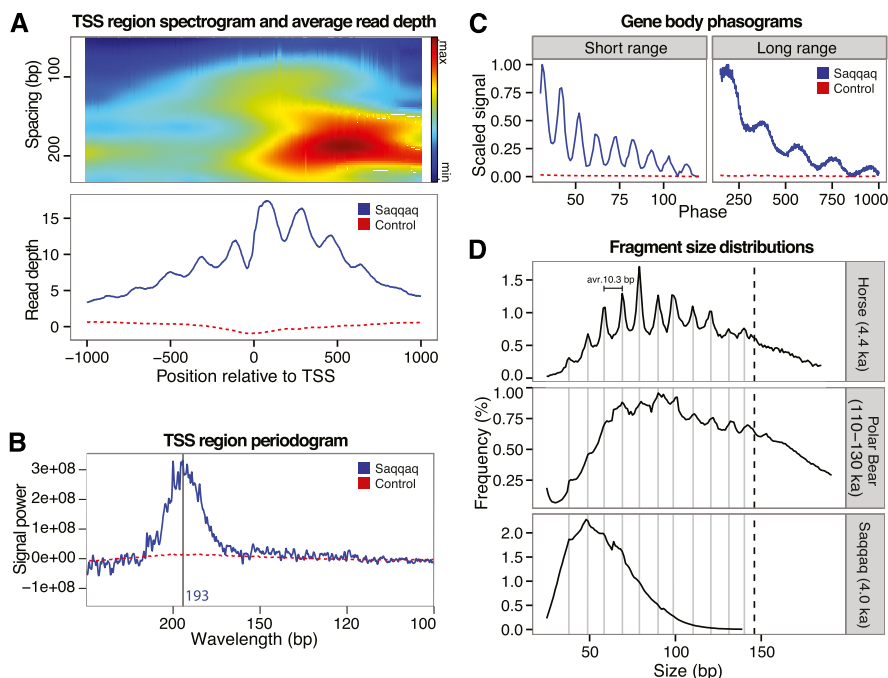 A
TSS region spectrogram and average read depth
Spacing (bp)
100
200
max
min
Read depth
15
10
5
0
Saqqaq
Control
−1000
−500
0
500
1000
Position relative to TSS
B
TSS region periodogram
Signal power
3e+08
2e+08
1e+08
0e+00
−1e+08
Saqqaq
Control
193
200
150
120
100
Wavelength (bp)
C
Gene body phasograms
Short range
Long range
Scaled signal
1.00
0.75
0.50
0.25
0.00
Saqqaq
Control
50
75
100
250
500
750
1000
Phase
D
Fragment size distributions
Frequency (%)
1.5
1.0
0.5
0.0
avr.10.3 bp
Horse (4.4 ka)
1.00
0.75
0.50
0.25
Polar Bear
(110−130 ka)
2.0
1.5
1.0
0.5
0.0
Saqqaq (4.0 ka)
50
100
150
Size (bp)